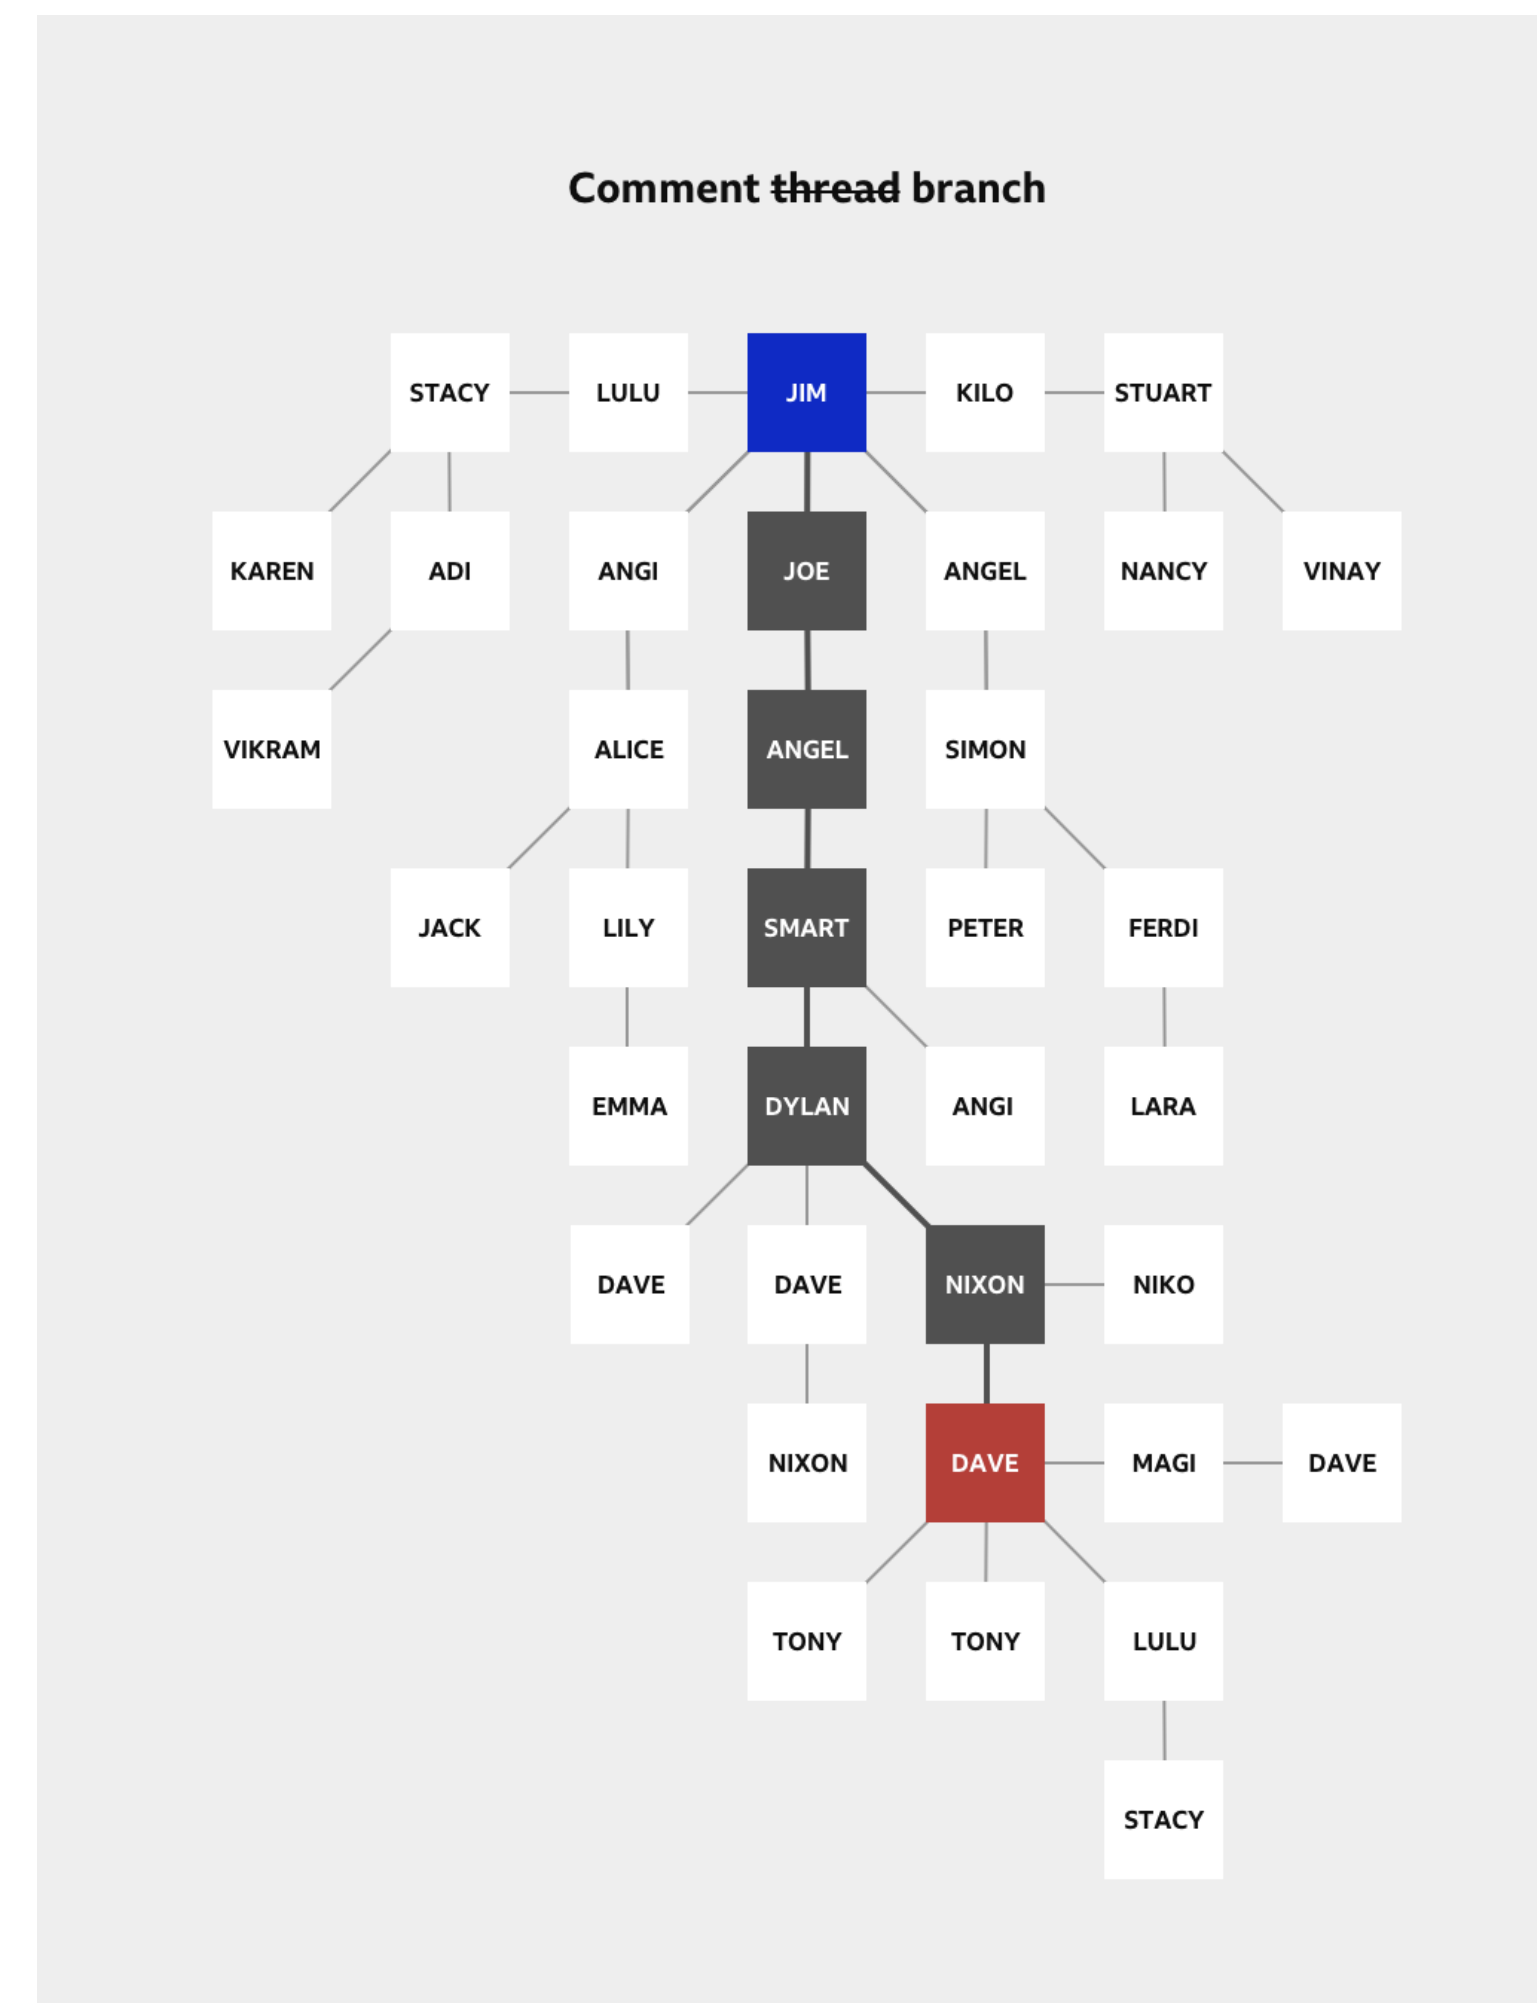 Comment thread branch
STACY LULU JIM KILO STUART
KAREN ADI ANGI JOE ANGEL NANCY VINAY
VIKRAM ALICE ANGEL SIMON
JACK LILY SMART PETER FERDI
EMMA DYLAN ANGI LARA
DAVE DAVE NIXON NIKO
NIXON DAVE MAGI DAVE
TONY TONY LULU
STACY